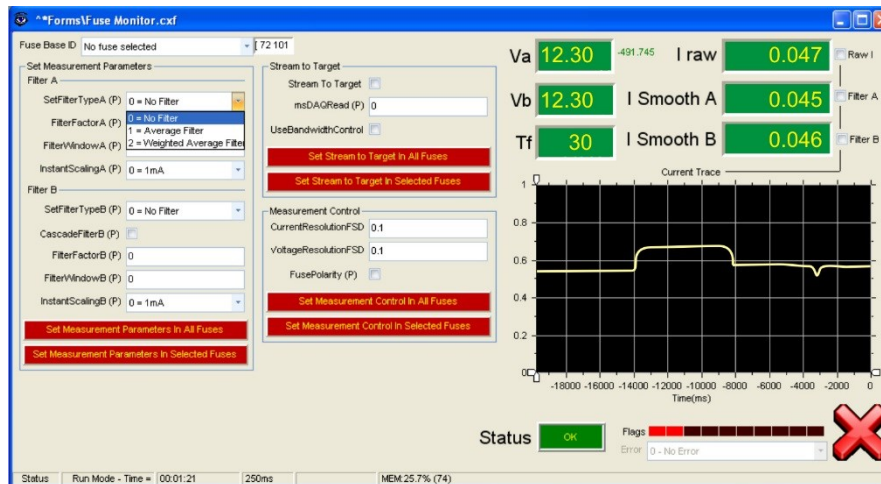 ^*Forms\Fuse Monitor.cxf
Fuse Base ID No fuse selected [ 72 101
Set Measurement Parameters
Filter A
SetFilterTypeA (P) 0 = No Filter
0 = No Filter
1 = Average Filter
2 = Weighted Average Filter
FilterFactorA (P)
FilterWindowA (P)
InstantScalingA (P) 0 = 1mA
Filter B
SetFilterTypeB (P) 0 = No Filter
CascadeFilterB (P)
FilterFactorB (P) 0
FilterWindowB (P) 0
InstantScalingB (P) 0 = 1mA
Set Measurement Parameters In All Fuses
Set Measurement Parameters In Selected Fuses
Stream to Target
Stream To Target
msDAQRead (P) 0
UseBandwidthControl
Set Stream to Target In All Fuses
Set Stream to Target In Selected Fuses
Measurement Control
CurrentResolutionFSD 0.1
VoltageResolutionFSD 0.1
FusePolarity (P)
Set Measurement Control In All Fuses
Set Measurement Control In Selected Fuses
Va 12.30 -491.745 I raw 0.047 Raw I
Vb 12.30 I Smooth A 0.045 Filter A
Tf 30 I Smooth B 0.046 Filter B
Current Trace
1
0.8
0.6
0.4
0.2
0
-18000 -16000 -14000 -12000 -10000 -8000 -6000 -4000 -2000 0
Time(ms)
Status OK Flags
Error 0 - No Error
Status Run Mode - Time = 00:01:21 250ms MEM:25.7% (74)